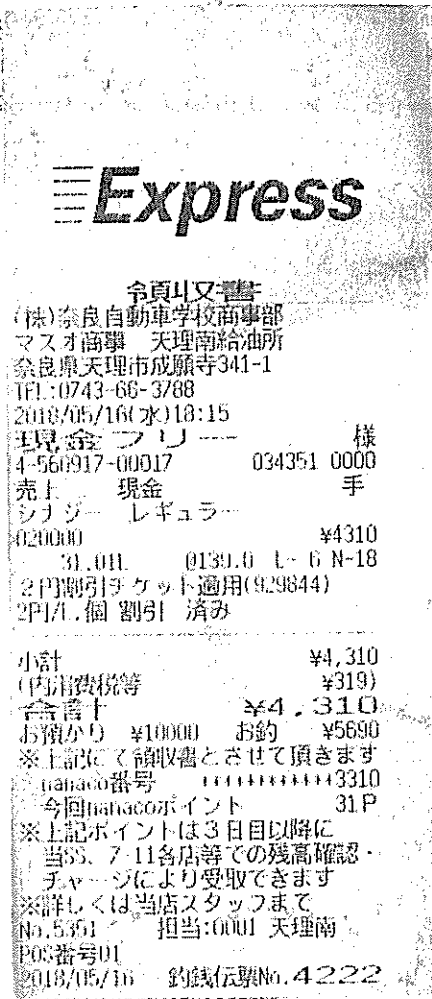 Express
領収書
(株)奈良自動車学校商事部
マスオ商事 天理南給油所
奈良県天理市成願寺341-1
TEL:0743-66-3788
2018/05/16(水)18:15
現金フリー 様
4-560917-00017 034351 0000
売上 現金 手
シナジー レギュラー
020000 ¥4310
31.01L @139.0 L- 6 N-18
2円割引チケット適用(929844)
2円/L.個 割引 済み
小計 ¥4,310
(内消費税等 ¥319)
合計 ¥4,310
お預かり ¥10000 お釣 ¥5690
※上記にて領収書とさせて頂きます
nanaco番号 ************3310
今回nanacoポイント 31P
※上記ポイントは3日目以降に
当SS、7-11各店等での残高確認・
チャージにより受取できます
※詳しくは当店スタッフまで
No.5351 担当:0001 天理南
POS番号01
2018/05/16 釣銭伝票No.4222